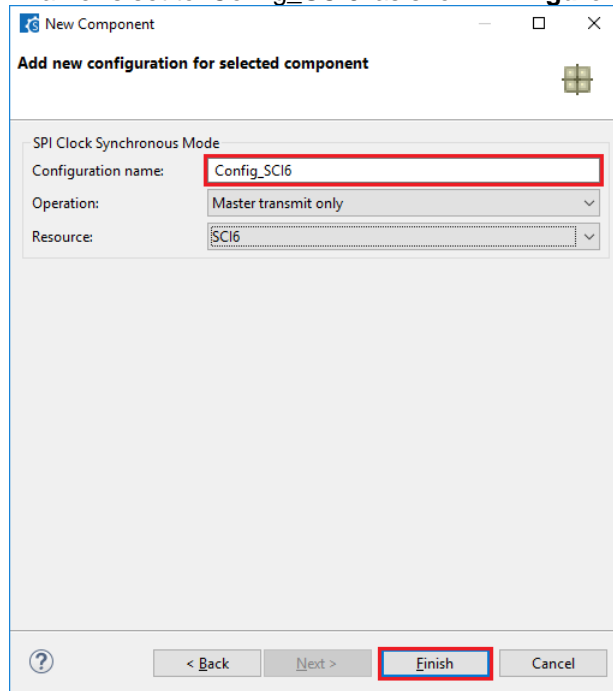 New Component
Add new configuration for selected component
SPI Clock Synchronous Mode
Configuration name: Config_SCI6
Operation: Master transmit only
Resource: SCI6
? < Back Next > Finish Cancel